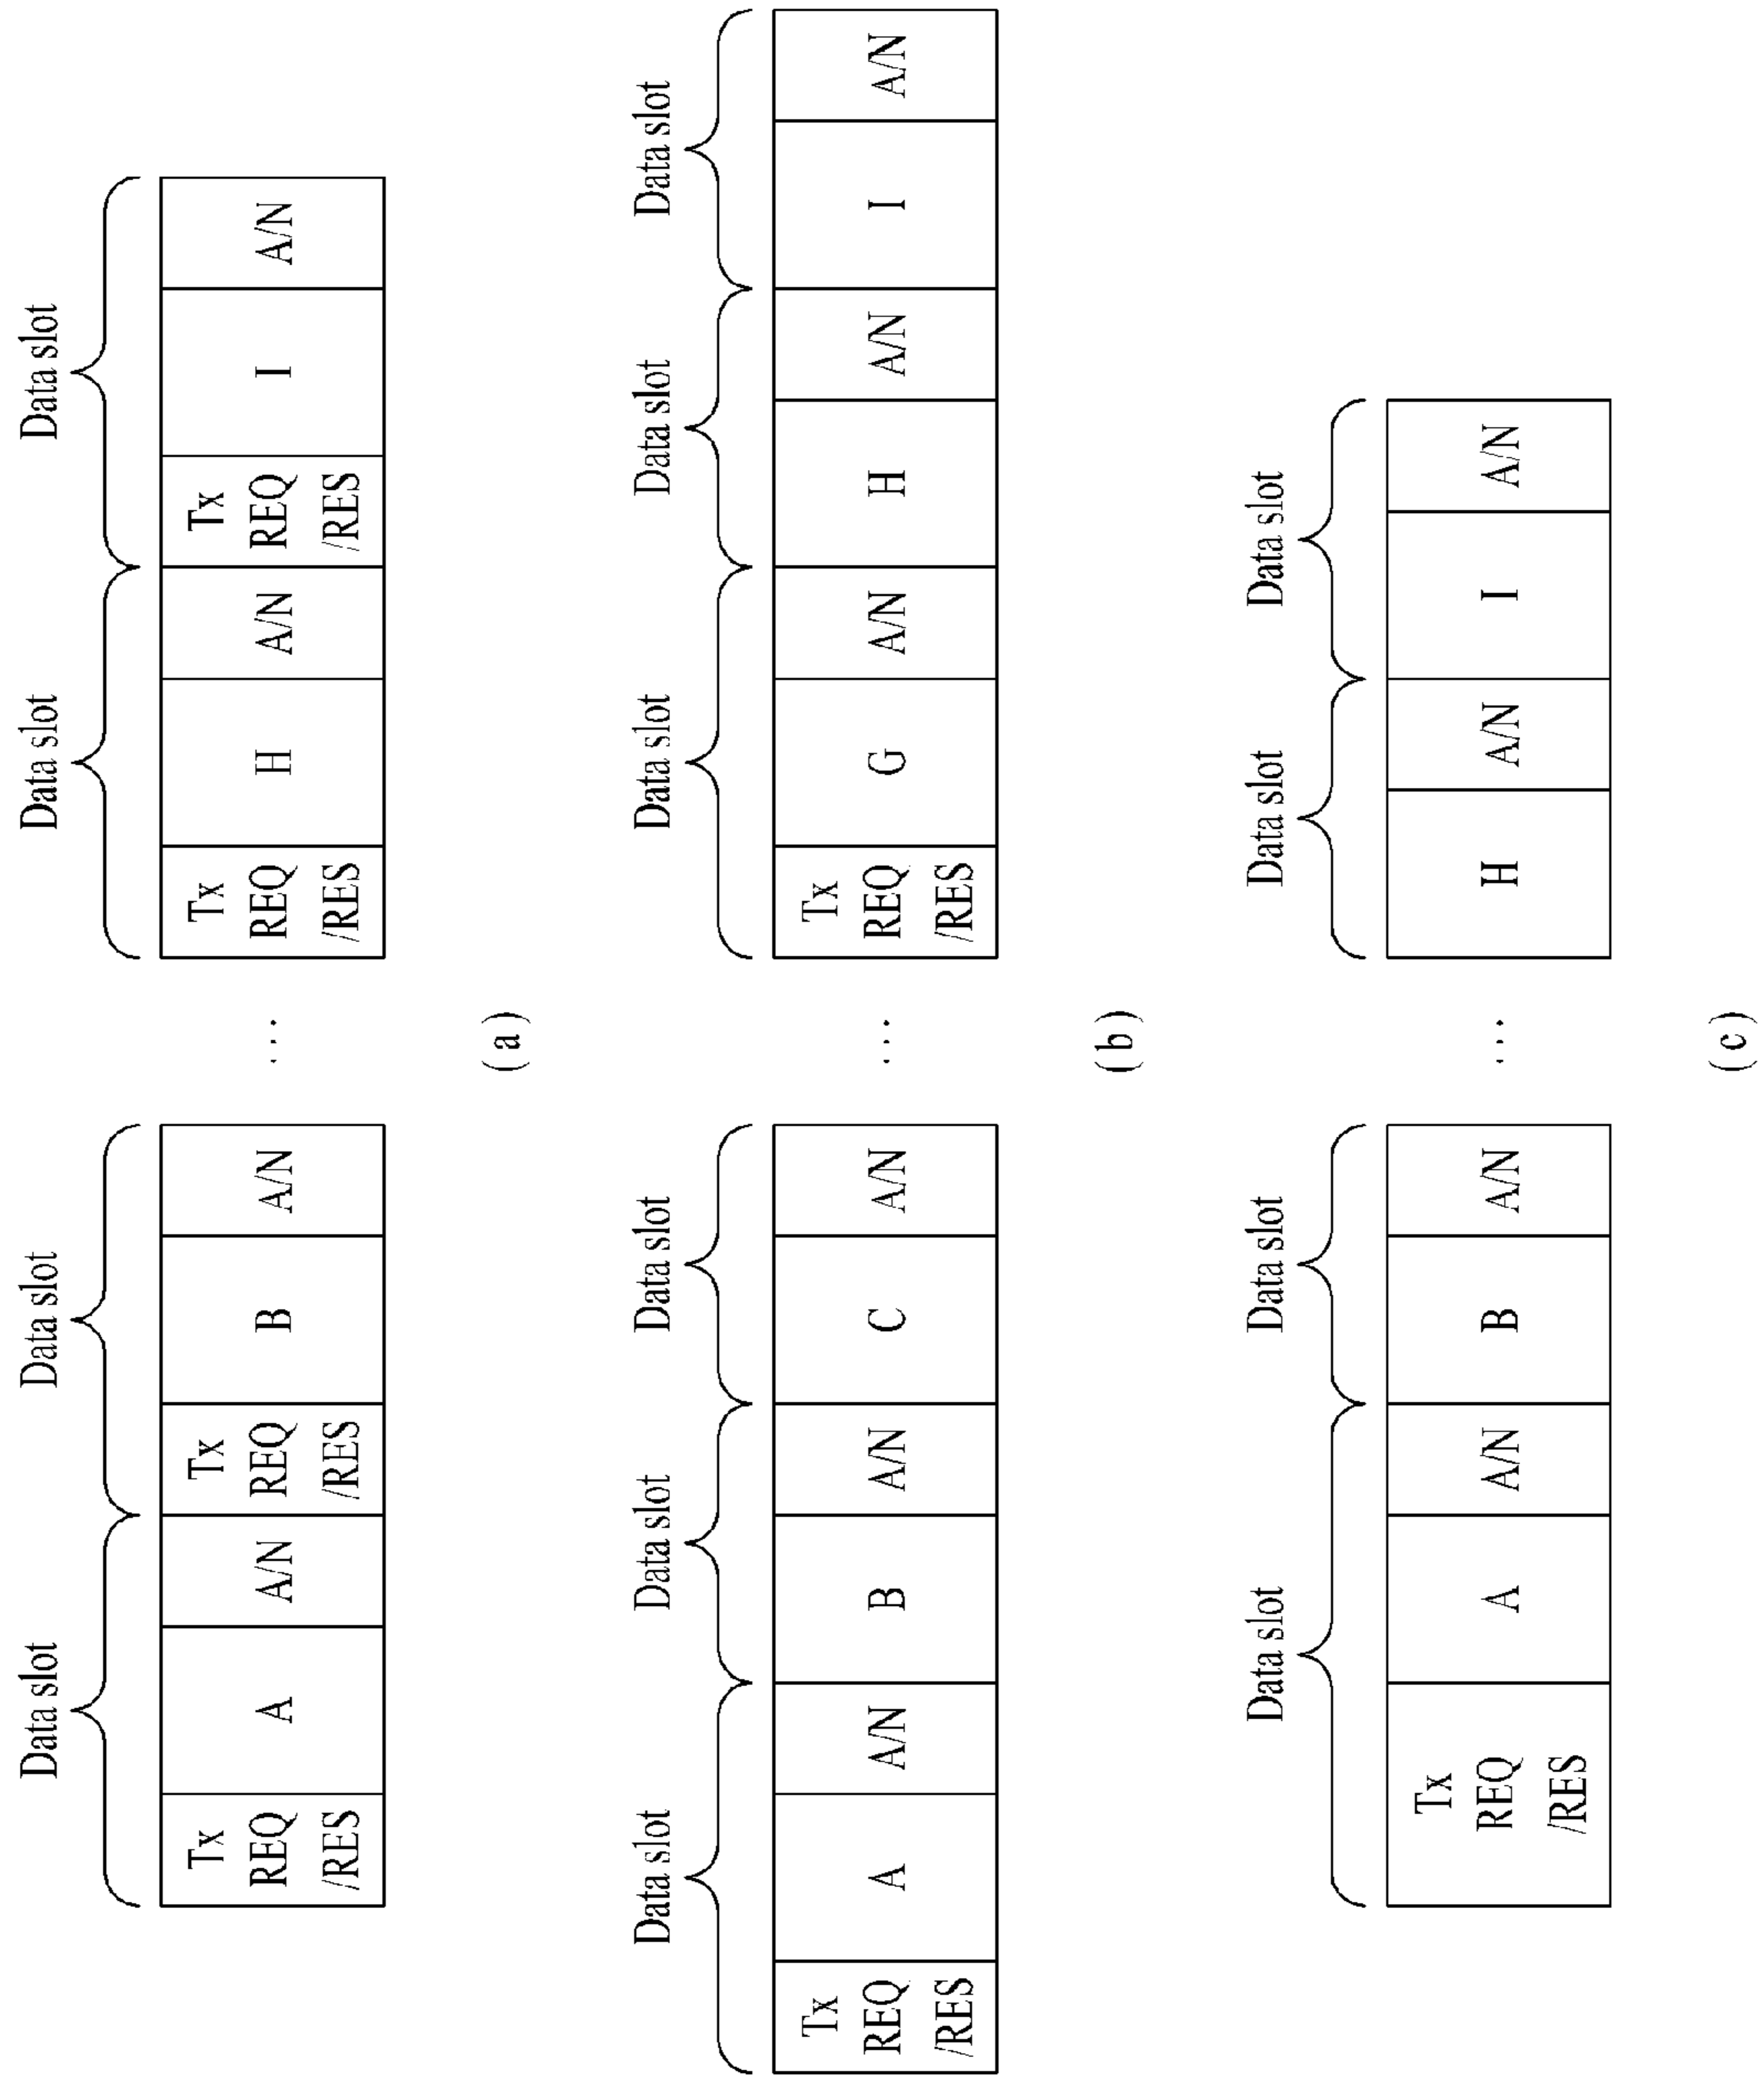 Data slot
Data slot
Data slot
Data slot
Tx
REQ
/RES
A
A/N
Tx
REQ
/RES
B
A/N
...
Tx
REQ
/RES
H
A/N
Tx
REQ
/RES
I
A/N
(a)
Data slot
Data slot
Data slot
Data slot
Data slot
Data slot
Tx
REQ
/RES
A
A/N
B
A/N
C
A/N
...
Tx
REQ
/RES
G
A/N
H
A/N
I
A/N
(b)
Data slot
Data slot
Data slot
Data slot
Tx
REQ
/RES
A
A/N
B
A/N
...
H
A/N
I
A/N
(c)